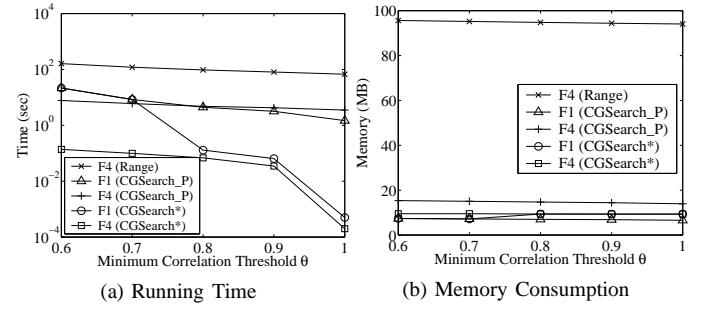 10^4
10^2
10^0
10^-2
10^-4
Time (sec)
F4 (Range)
F1 (CGSearch_P)
F4 (CGSearch_P)
F1 (CGSearch*)
F4 (CGSearch*)
0.6 0.7 0.8 0.9 1
Minimum Correlation Threshold θ
(a) Running Time
100
80
60
40
20
0
Memory (MB)
F4 (Range)
F1 (CGSearch_P)
F4 (CGSearch_P)
F1 (CGSearch*)
F4 (CGSearch*)
0.6 0.7 0.8 0.9 1
Minimum Correlation Threshold θ
(b) Memory Consumption